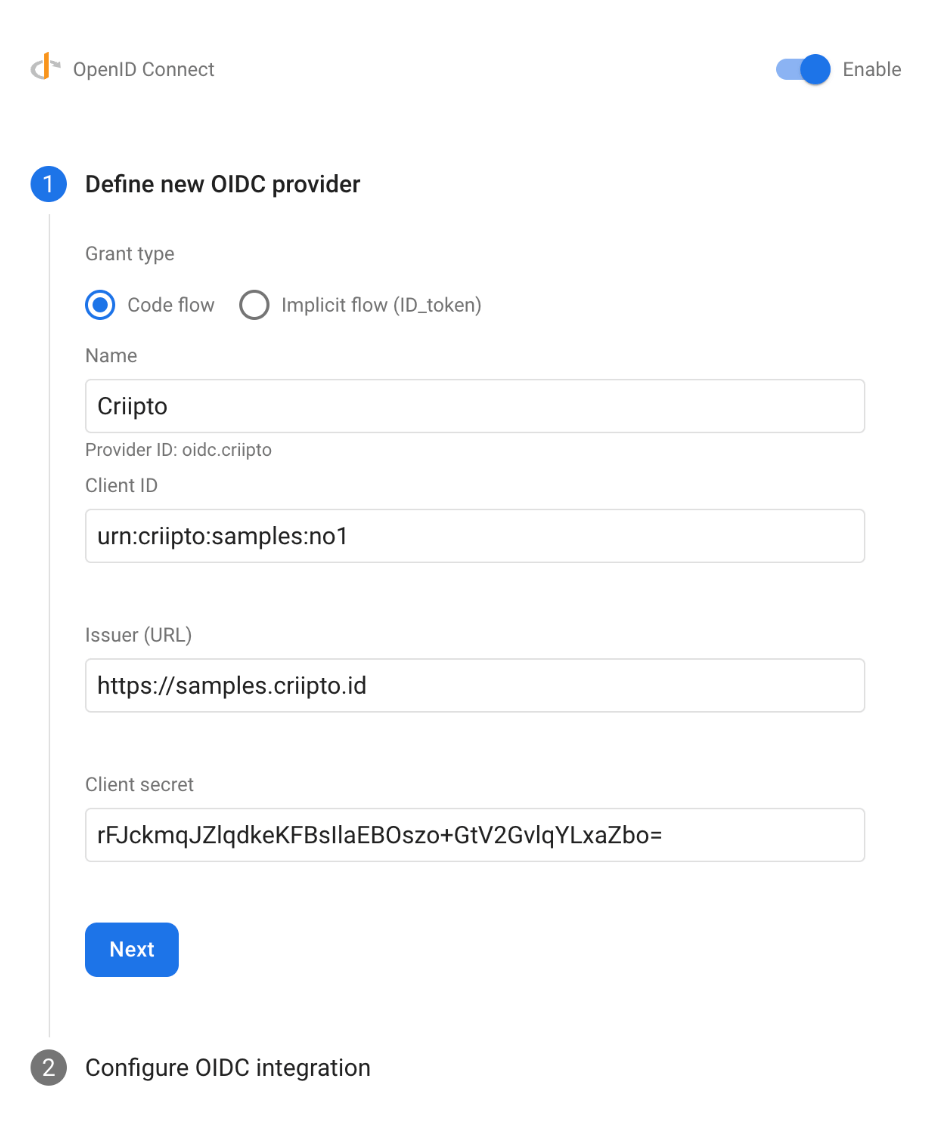 OpenID Connect
Enable
1 Define new OIDC provider
Grant type
Code flow Implicit flow (ID_token)
Name
Criipto
Provider ID: oidc.criipto
Client ID
urn:criipto:samples:no1
Issuer (URL)
https://samples.criipto.id
Client secret
rFJckmqJZlqdkeKFBsIlaEBOszo+GtV2GvlqYLxaZbo=
Next
2 Configure OIDC integration